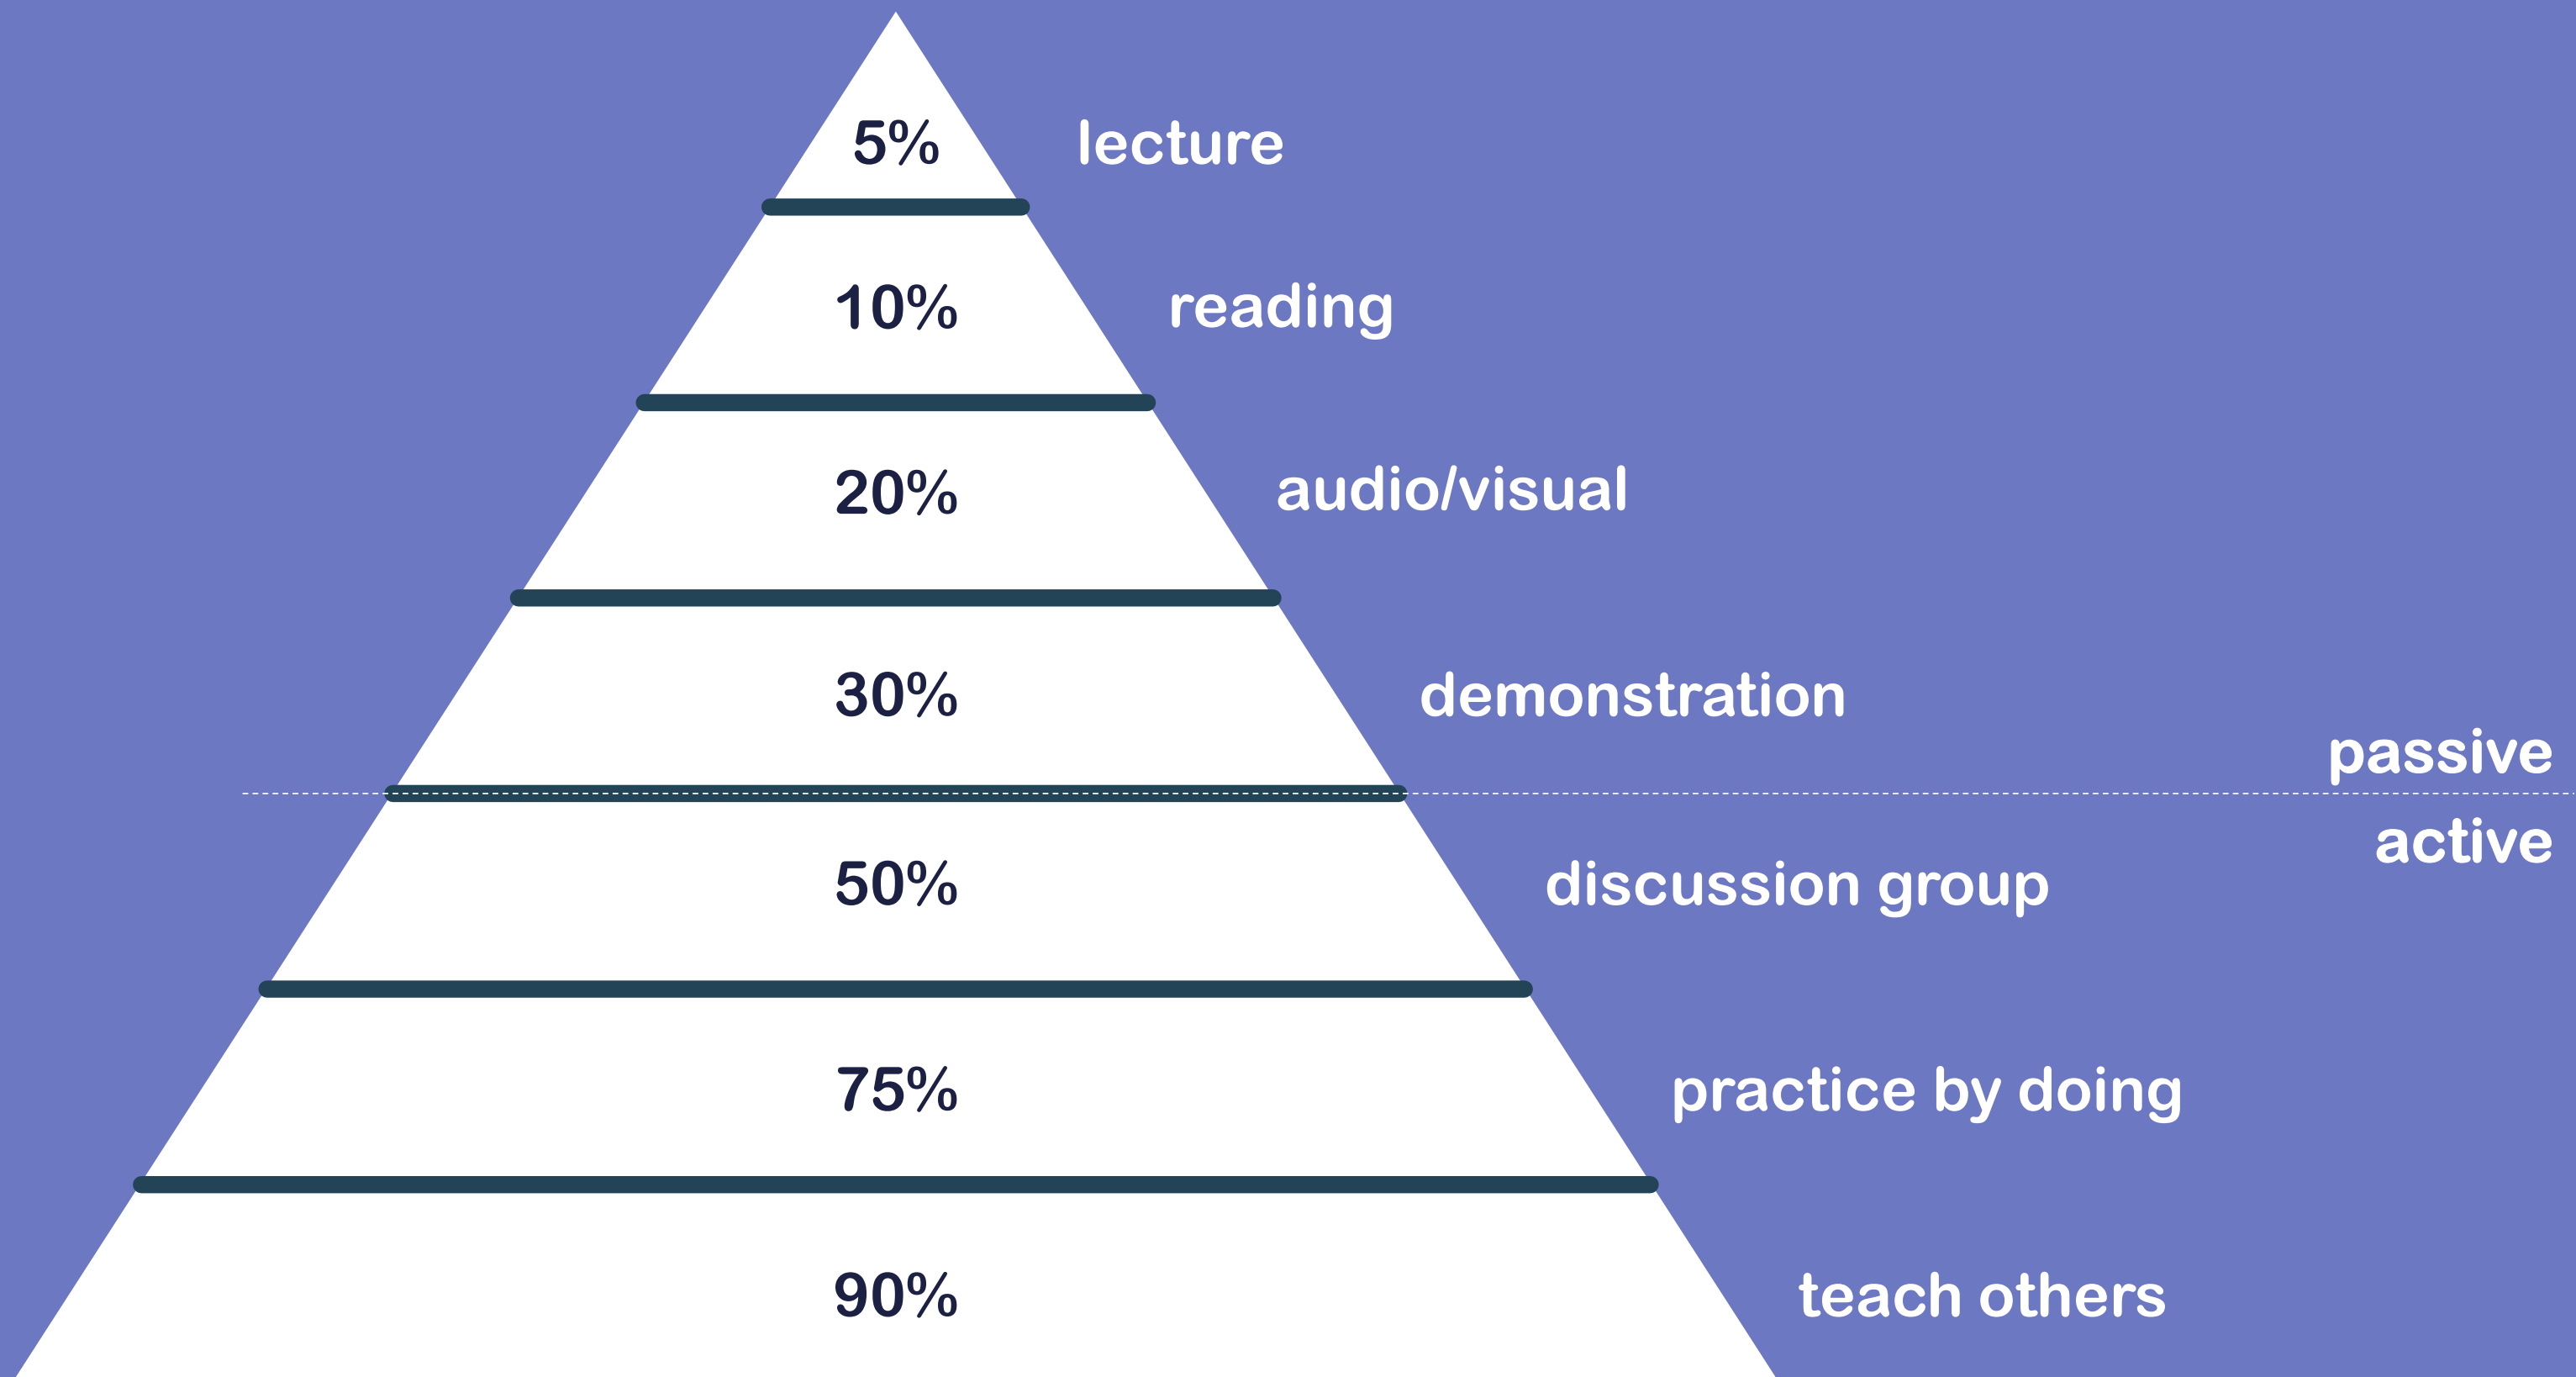 5% lecture
10% reading
20% audio/visual
30% demonstration
passive
active
50% discussion group
75% practice by doing
90% teach others